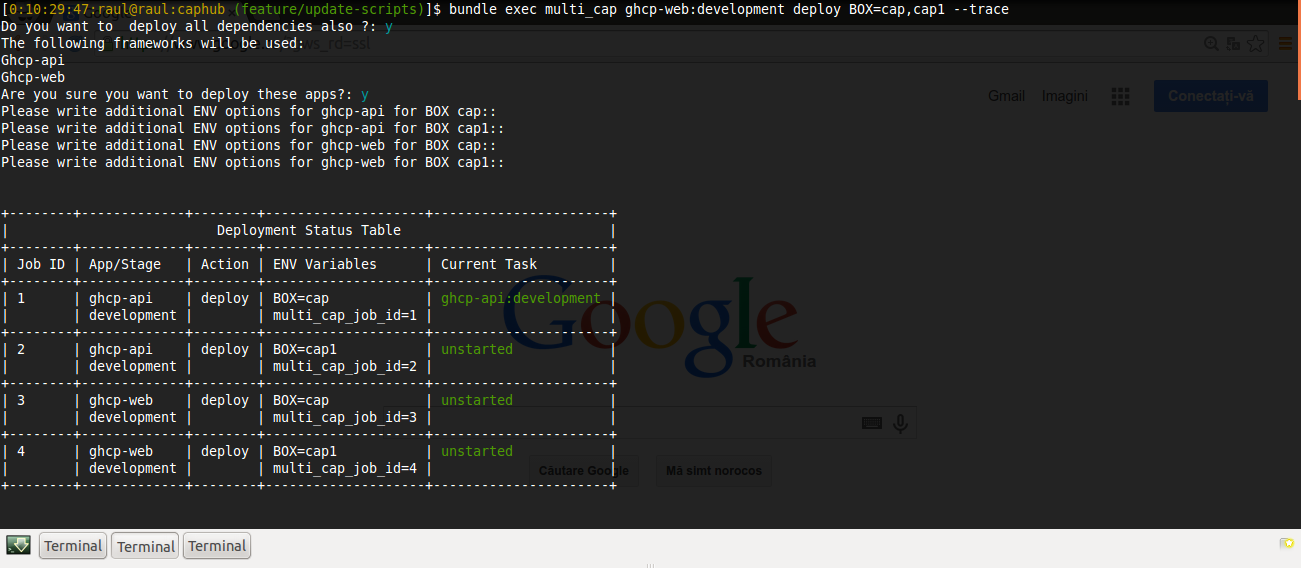 [0:10:29:47:raul@raul:caphub (feature/update-scripts)]$ bundle exec multi_cap ghcp-web:development deploy BOX=cap,cap1 --trace
Do you want to  deploy all dependencies also ?: y
The following frameworks will be used:
Ghcp-api
Ghcp-web
Are you sure you want to deploy these apps?: y
Please write additional ENV options for ghcp-api for BOX cap::
Please write additional ENV options for ghcp-api for BOX cap1::
Please write additional ENV options for ghcp-web for BOX cap::
Please write additional ENV options for ghcp-web for BOX cap1::
ws_rd=ssl
Gmail Imagini Conectați-vă
+--------+-------------+--------+--------------------+----------------------+
| Deployment Status Table |
+--------+-------------+--------+--------------------+----------------------+
| Job ID | App/Stage | Action | ENV Variables | Current Task |
+--------+-------------+--------+--------------------+----------------------+
| 1 | ghcp-api | deploy | BOX=cap | ghcp-api:development |
| | development | | multi_cap_job_id=1 | |
+--------+-------------+--------+--------------------+----------------------+
| 2 | ghcp-api | deploy | BOX=cap1 | unstarted |
| | development | | multi_cap_job_id=2 | |
+--------+-------------+--------+--------------------+----------------------+
| 3 | ghcp-web | deploy | BOX=cap | unstarted |
| | development | | multi_cap_job_id=3 | |
+--------+-------------+--------+--------------------+----------------------+
| 4 | ghcp-web | deploy | BOX=cap1 | unstarted |
| | development | | multi_cap_job_id=4 | |
+--------+-------------+--------+--------------------+----------------------+
Google
România
Căutare Google Mă simt norocos
Terminal Terminal Terminal